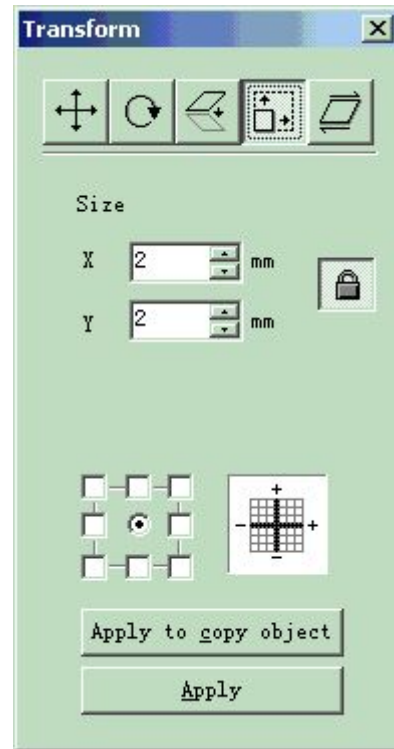 Transform
Size
X 2 mm
Y 2 mm
+
- +
-
Apply to copy object
Apply